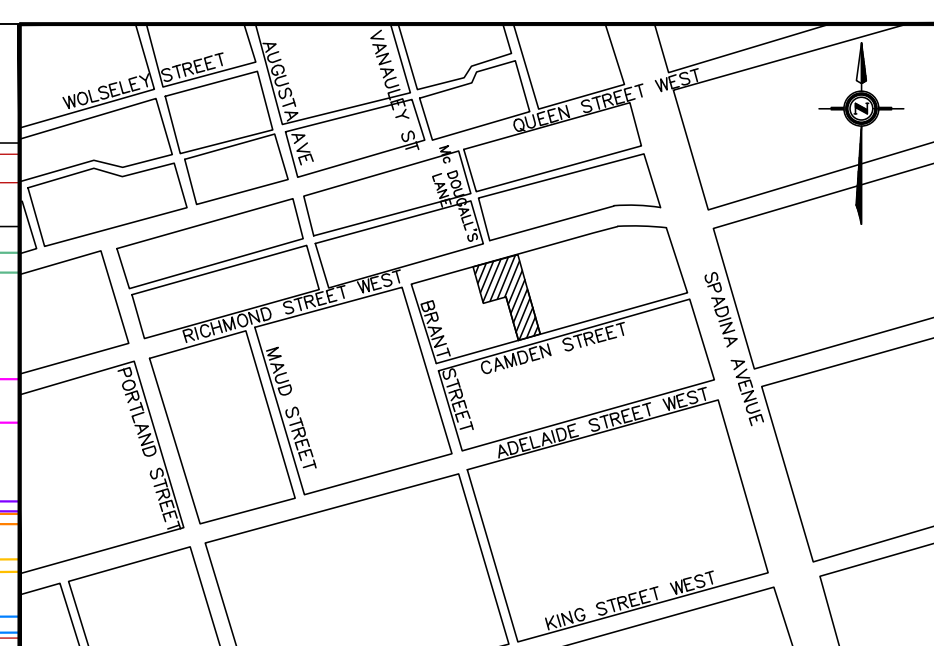 WOLSELEY STREET
AUGUSTA AVE
VANAULEY ST
QUEEN STREET WEST
Mc DOUGALL'S
LANE
RICHMOND STREET WEST
BRANT STREET
CAMDEN STREET
SPADINA AVENUE
MAUD STREET
PORTLAND STREET
ADELAIDE STREET WEST
KING STREET WEST
N